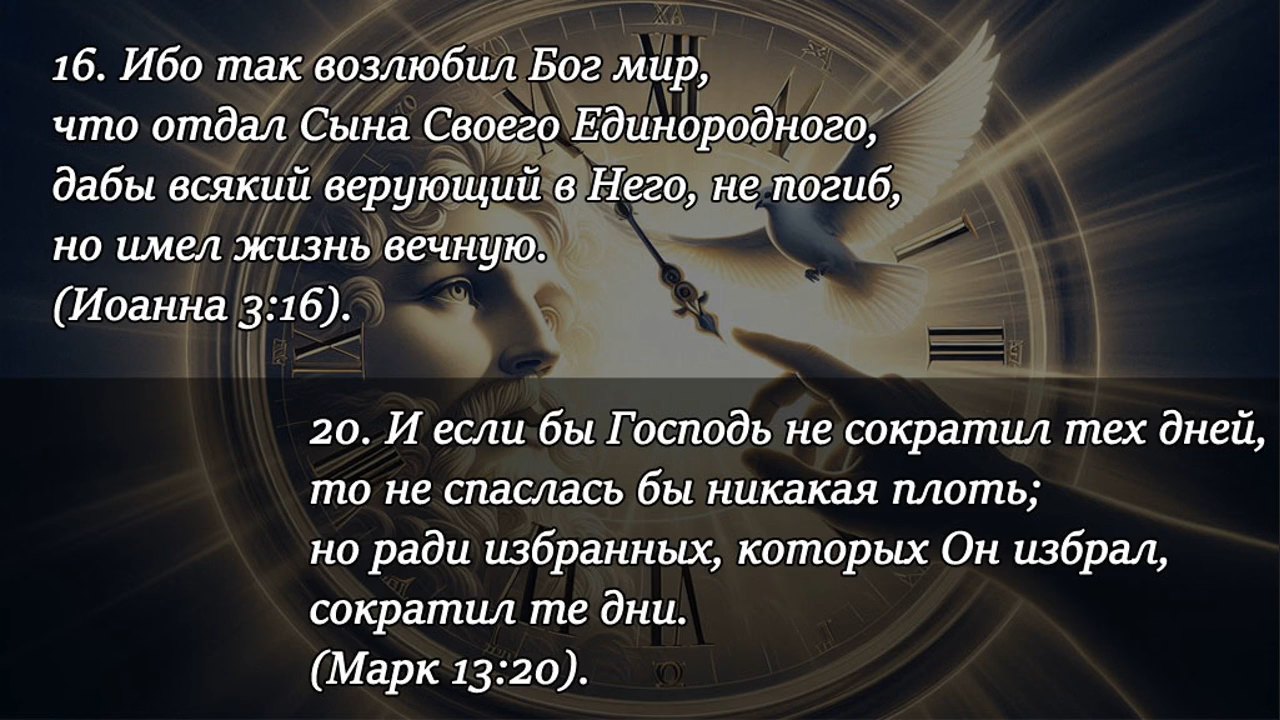 16. Ибо так возлюбил Бог мир,
что отдал Сына Своего Единородного,
дабы всякий верующий в Него, не погиб,
но имел жизнь вечную.
(Иоанна 3:16).
20. И если бы Господь не сократил тех дней,
то не спаслась бы никакая плоть;
но ради избранных, которых Он избрал,
сократил те дни.
(Марк 13:20).